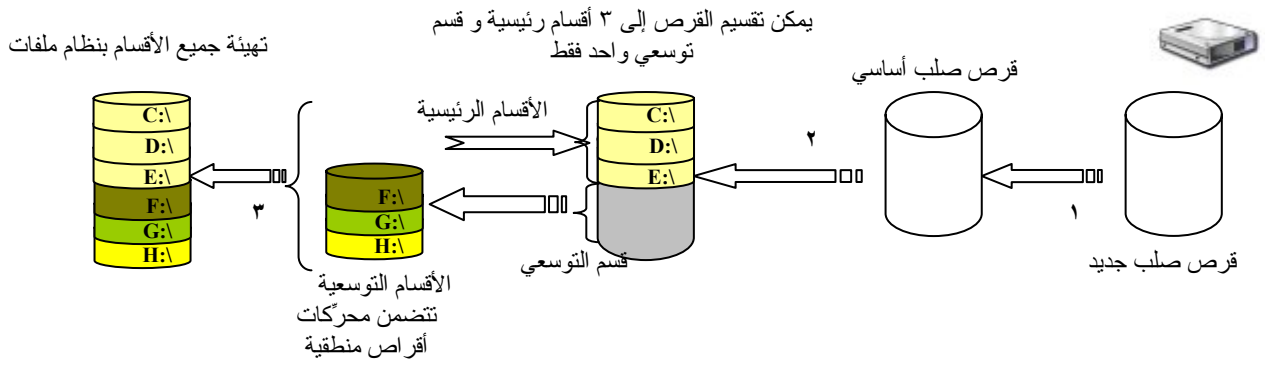 يمكن تقسيم القرص إلى ٣ أقسام رئيسية و قسم
توسعي واحد فقط
تهيئة جميع الأقسام بنظام ملفات
قرص صلب أساسي
قرص صلب جديد
١
٢
الأقسام الرئيسية
C:\
D:\
E:\
قسم التوسعي
F:\
G:\
H:\
الأقسام التوسعية
تتضمن محرِّكات
أقراص منطقية
٣
C:\
D:\
E:\
F:\
G:\
H:\